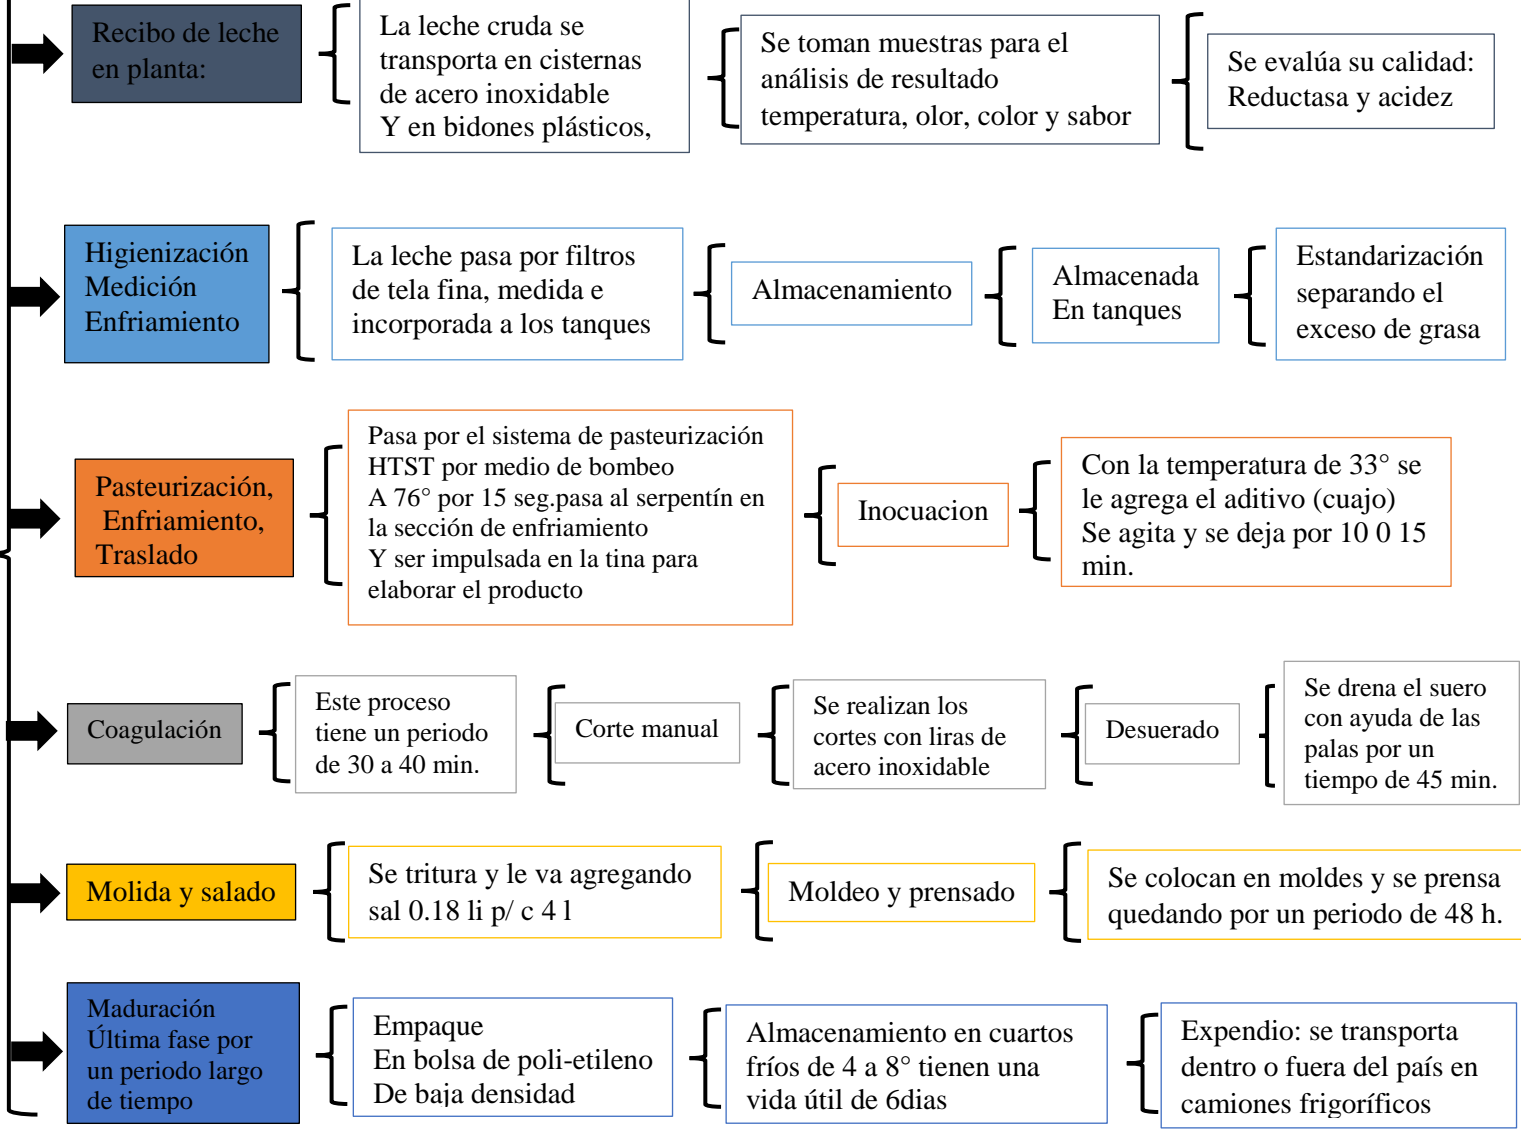 Recibo de leche
en planta:
La leche cruda se
transporta en cisternas
de acero inoxidable
Y en bidones plásticos,
Se toman muestras para el
análisis de resultado
temperatura, olor, color y sabor
Se evalúa su calidad:
Reductasa y acidez
Higienización
Medición
Enfriamiento
La leche pasa por filtros
de tela fina, medida e
incorporada a los tanques
Almacenamiento
Almacenada
En tanques
Estandarización
separando el
exceso de grasa
Pasteurización,
Enfriamiento,
Traslado
Pasa por el sistema de pasteurización
HTST por medio de bombeo
A 76° por 15 seg.pasa al serpentín en
la sección de enfriamiento
Y ser impulsada en la tina para
elaborar el producto
Inocuacion
Con la temperatura de 33° se
le agrega el aditivo (cuajo)
Se agita y se deja por 10 0 15
min.
Coagulación
Este proceso
tiene un periodo
de 30 a 40 min.
Corte manual
Se realizan los
cortes con liras de
acero inoxidable
Desuerado
Se drena el suero
con ayuda de las
palas por un
tiempo de 45 min.
Molida y salado
Se tritura y le va agregando
sal 0.18 li p/ c 4 l
Moldeo y prensado
Se colocan en moldes y se prensa
quedando por un periodo de 48 h.
Maduración
Última fase por
un periodo largo
de tiempo
Empaque
En bolsa de poli-etileno
De baja densidad
Almacenamiento en cuartos
fríos de 4 a 8° tienen una
vida útil de 6dias
Expendio: se transporta
dentro o fuera del país en
camiones frigoríficos